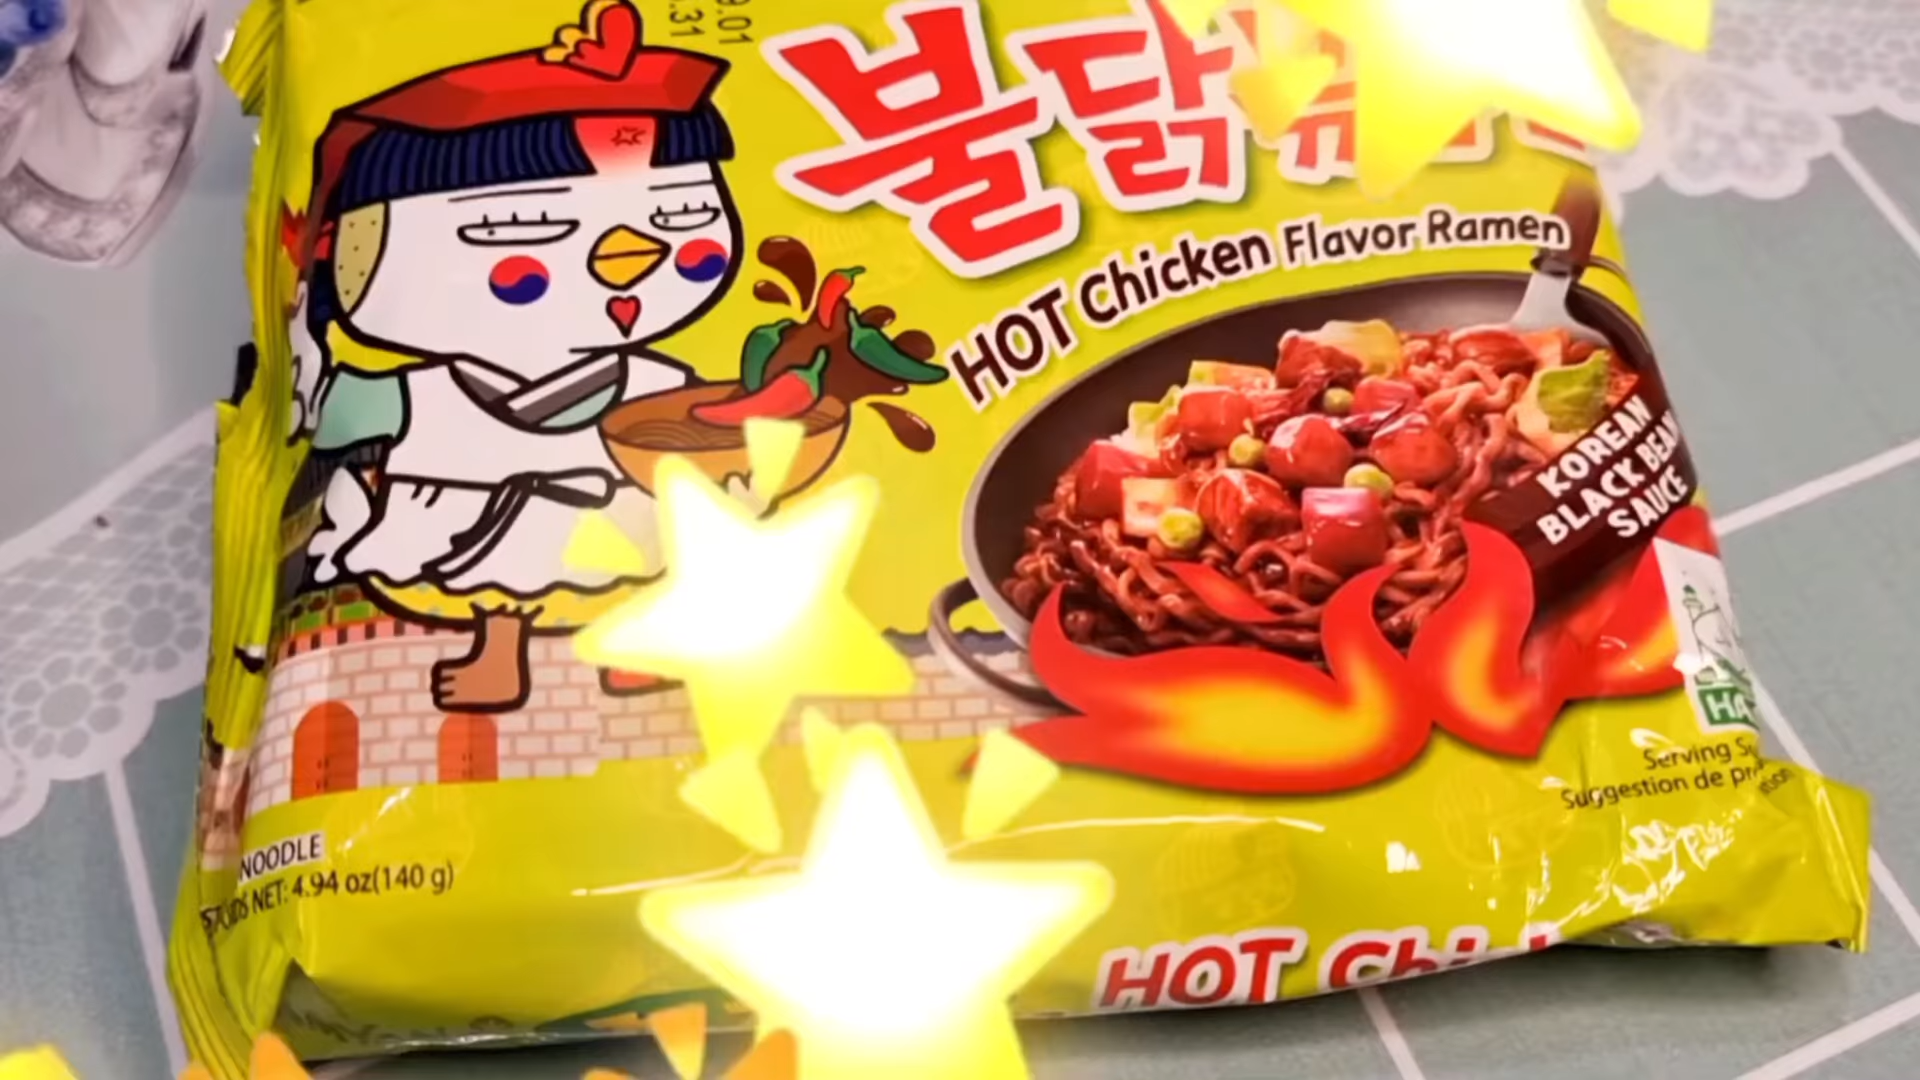 불닭
HOT Chicken Flavor Ramen
KOREAN
BLACK BEAN
SAUCE
Serving
Suggestion de
NOODLE
NET: 4.94 oz(140 g)
HOT